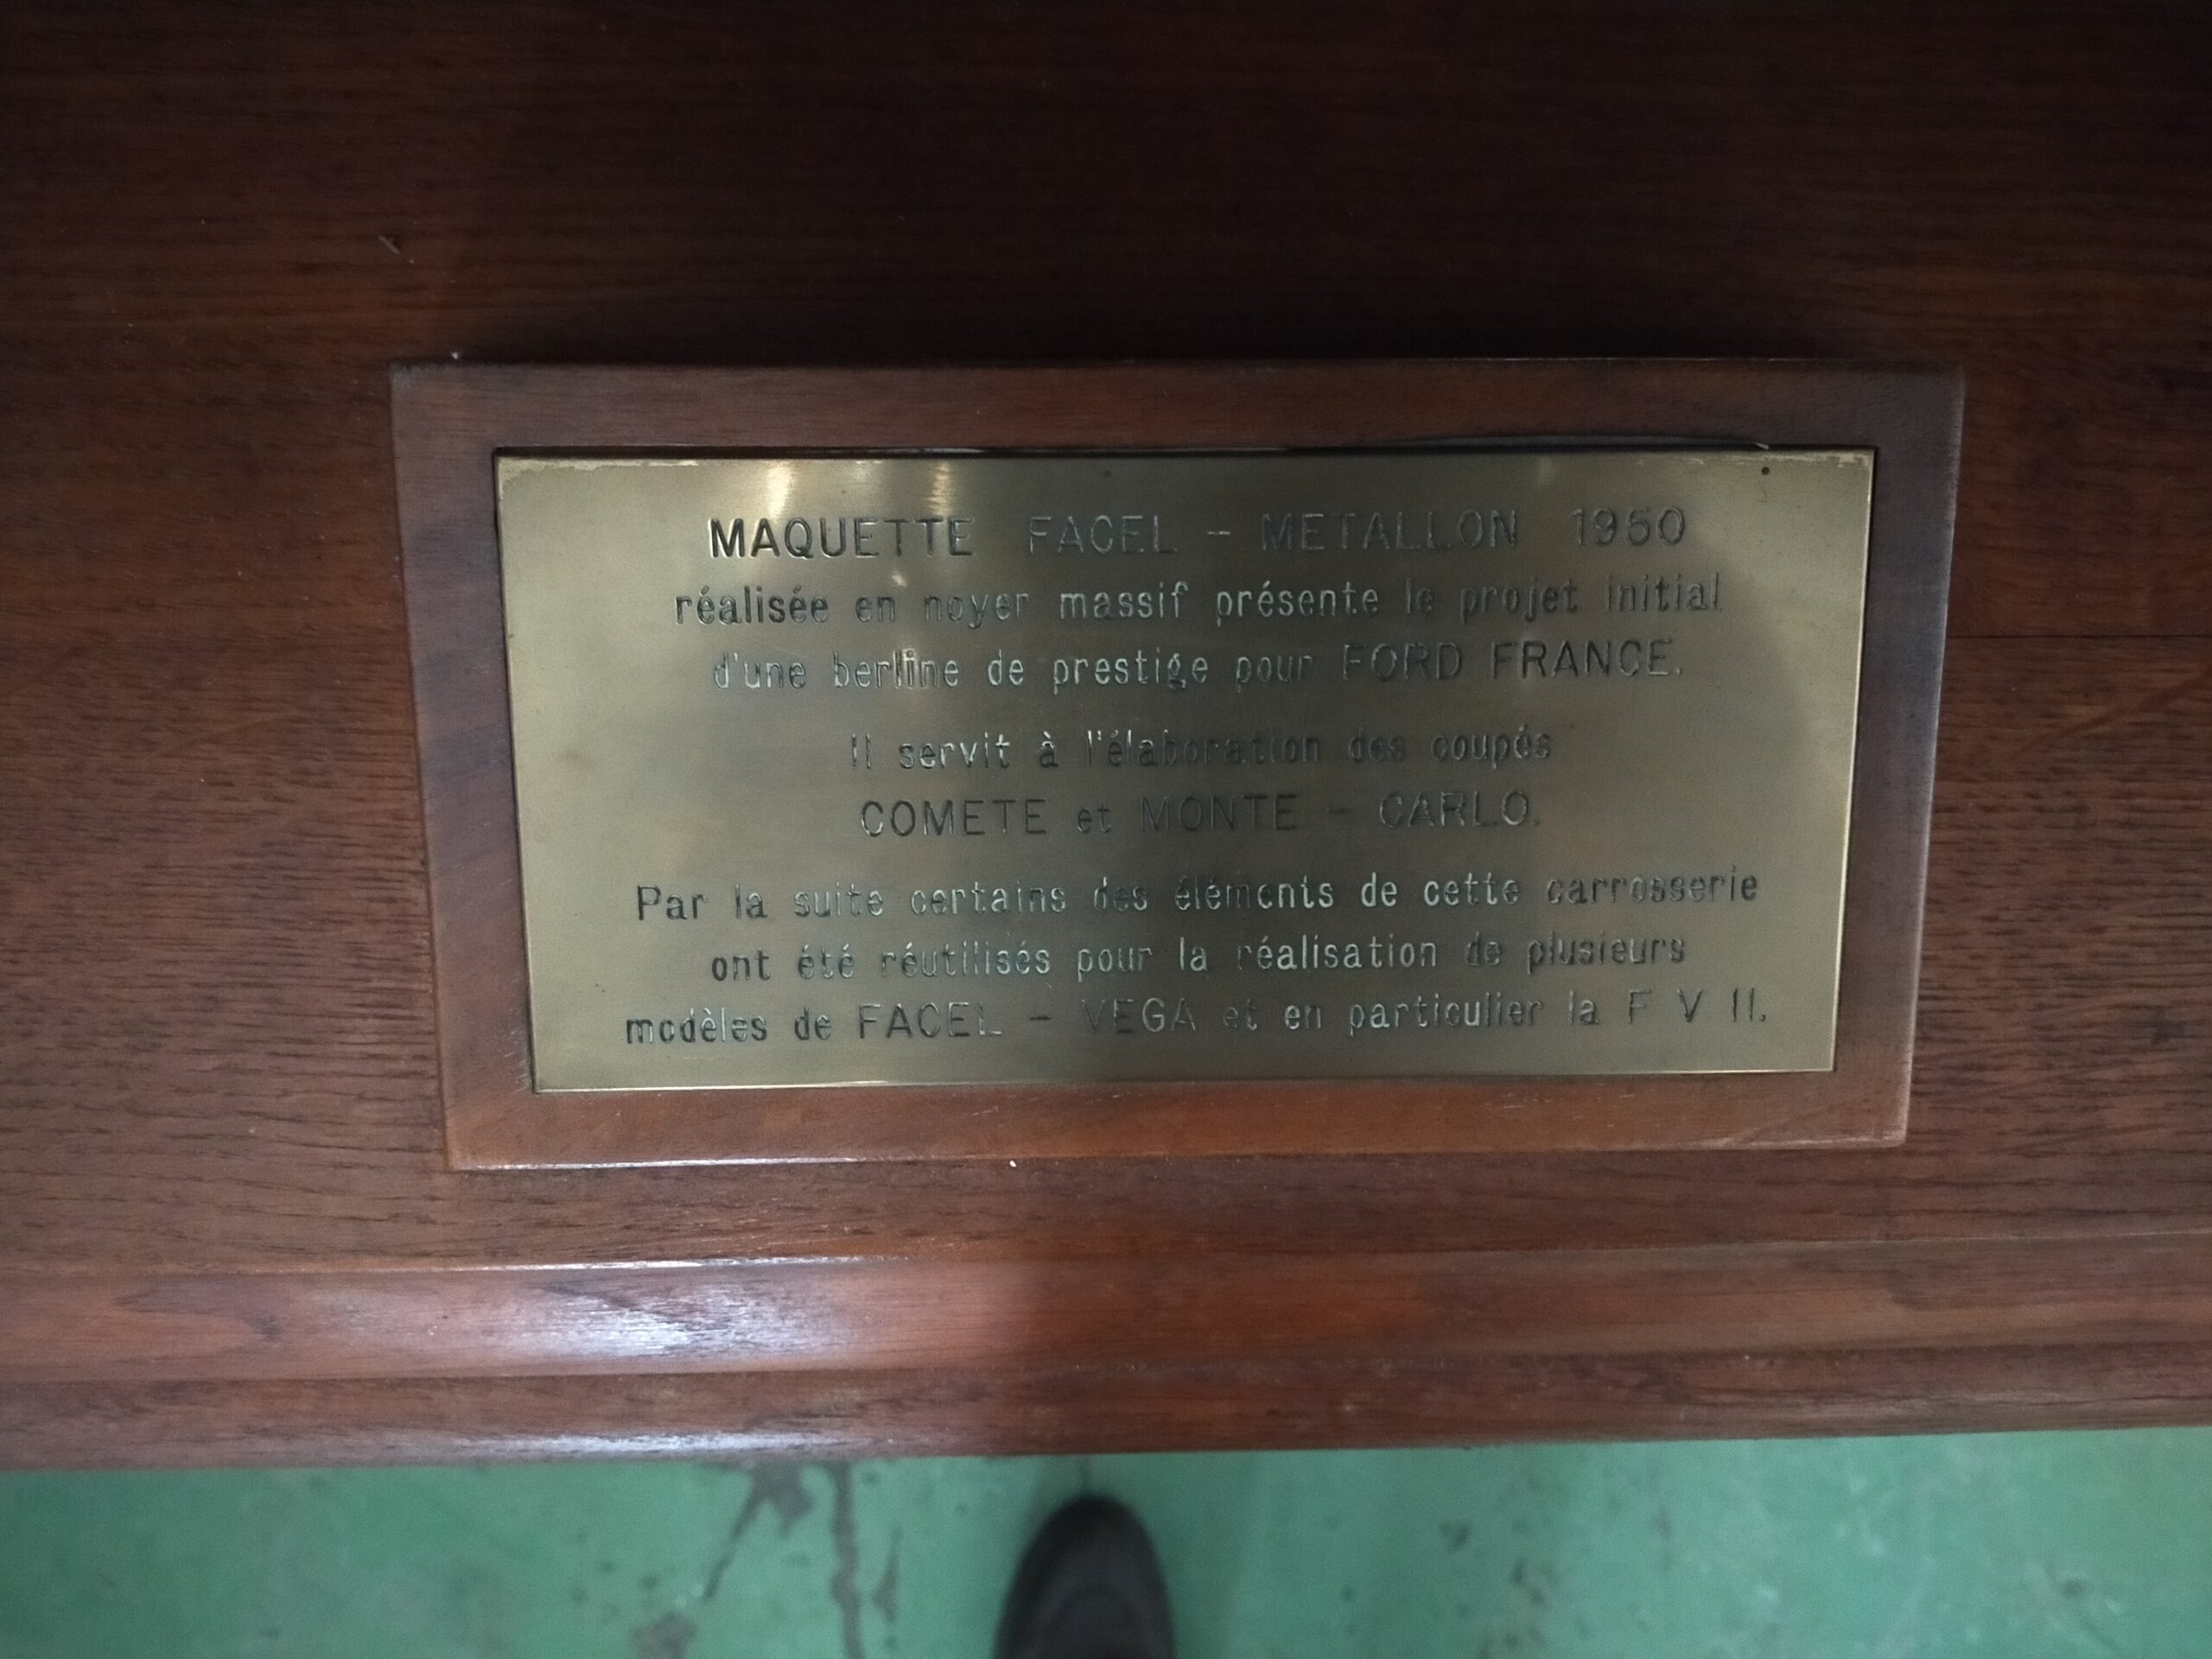 MAQUETTE FACEL - METALLON 1950
réalisée en noyer massif présente le projet initial
d'une berline de prestige pour FORD FRANCE.
Il servit à l'élaboration des coupés
COMETE et MONTE - CARLO.
Par la suite certains des éléments de cette carrosserie
ont été réutilisés pour la réalisation de plusieurs
modèles de FACEL - VEGA et en particulier la F V II.